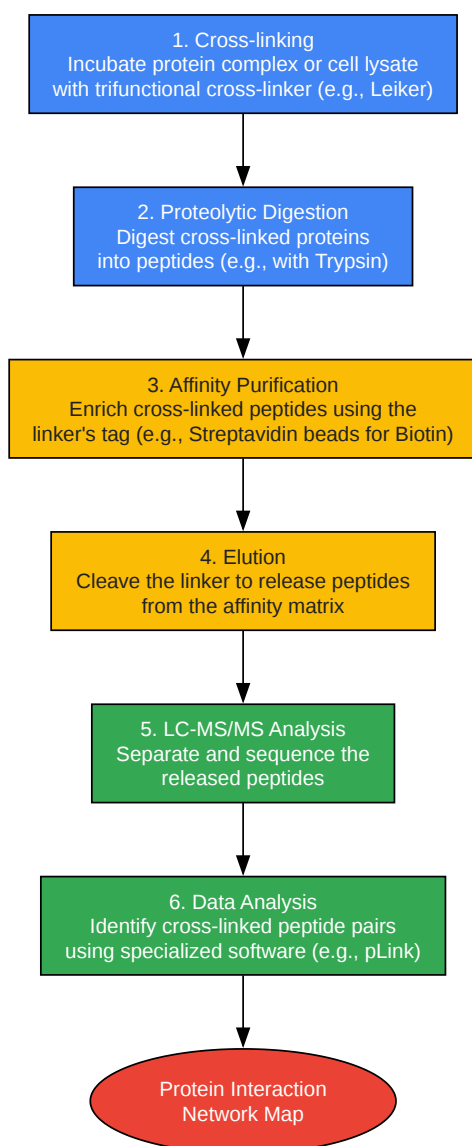 1. Cross-linking
Incubate protein complex or cell lysate
with trifunctional cross-linker (e.g., Leiker)
2. Proteolytic Digestion
Digest cross-linked proteins
into peptides (e.g., with Trypsin)
3. Affinity Purification
Enrich cross-linked peptides using the
linker's tag (e.g., Streptavidin beads for Biotin)
4. Elution
Cleave the linker to release peptides
from the affinity matrix
5. LC-MS/MS Analysis
Separate and sequence the
released peptides
6. Data Analysis
Identify cross-linked peptide pairs
using specialized software (e.g., pLink)
Protein Interaction
Network Map